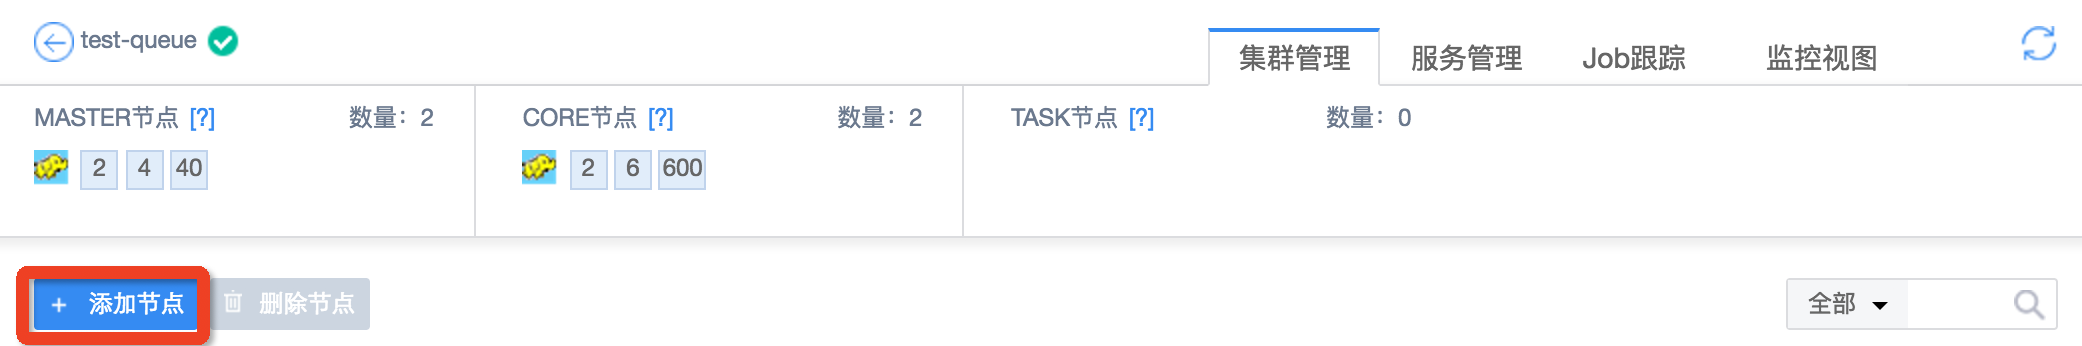 test-queue
集群管理 服务管理 Job跟踪 监控视图
MASTER节点 [?] 数量：2
2 4 40
CORE节点 [?] 数量：2
2 6 600
TASK节点 [?] 数量：0
+ 添加节点 删除节点 全部